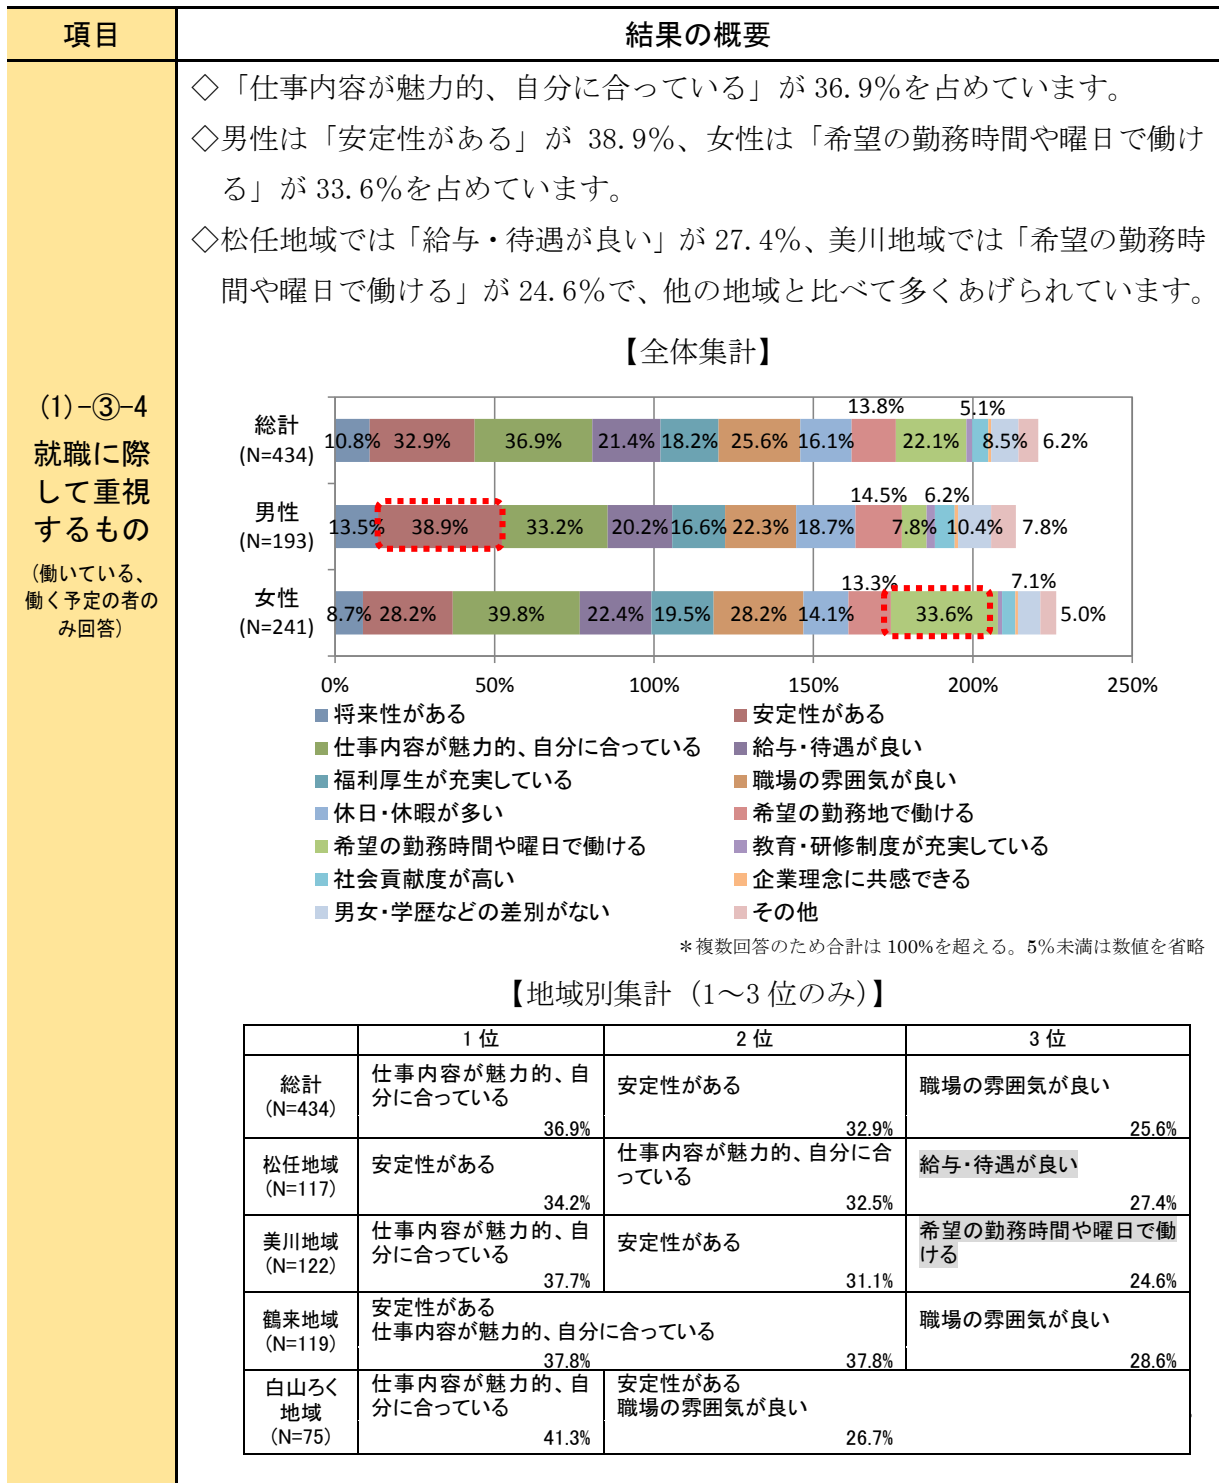 項目
結果の概要
(1)-③-4
就職に際
して重視
するもの
(働いている、
働く予定の者の
み回答)
◇「仕事内容が魅力的、自分に合っている」が 36.9%を占めています。
◇男性は「安定性がある」が 38.9%、女性は「希望の勤務時間や曜日で働け
る」が 33.6%を占めています。
◇松任地域では「給与・待遇が良い」が 27.4%、美川地域では「希望の勤務時
間や曜日で働ける」が 24.6%で、他の地域と比べて多くあげられています。
【全体集計】
13.8% 5.1%
総計
(N=434)
10.8% 32.9% 36.9% 21.4% 18.2% 25.6% 16.1% 22.1% 8.5% 6.2%
14.5% 6.2%
男性
(N=193)
13.5% 38.9% 33.2% 20.2% 16.6% 22.3% 18.7% 7.8% 10.4% 7.8%
13.3% 7.1%
女性
(N=241)
8.7% 28.2% 39.8% 22.4% 19.5% 28.2% 14.1% 33.6% 5.0%
0% 50% 100% 150% 200% 250%
将来性がある 安定性がある
仕事内容が魅力的、自分に合っている 給与・待遇が良い
福利厚生が充実している 職場の雰囲気が良い
休日・休暇が多い 希望の勤務地で働ける
希望の勤務時間や曜日で働ける 教育・研修制度が充実している
社会貢献度が高い 企業理念に共感できる
男女・学歴などの差別がない その他
＊複数回答のため合計は 100%を超える。5%未満は数値を省略
【地域別集計（1～3 位のみ）】
1 位 2 位 3 位
総計
(N=434)
仕事内容が魅力的、自
分に合っている
36.9%
安定性がある
32.9%
職場の雰囲気が良い
25.6%
松任地域
(N=117)
安定性がある
34.2%
仕事内容が魅力的、自分に合
っている
32.5%
給与・待遇が良い
27.4%
美川地域
(N=122)
仕事内容が魅力的、自
分に合っている
37.7%
安定性がある
31.1%
希望の勤務時間や曜日で働
ける
24.6%
鶴来地域
(N=119)
安定性がある
仕事内容が魅力的、自分に合っている
37.8% 37.8%
職場の雰囲気が良い
28.6%
白山ろく
地域
(N=75)
仕事内容が魅力的、自
分に合っている
41.3%
安定性がある
職場の雰囲気が良い
26.7%